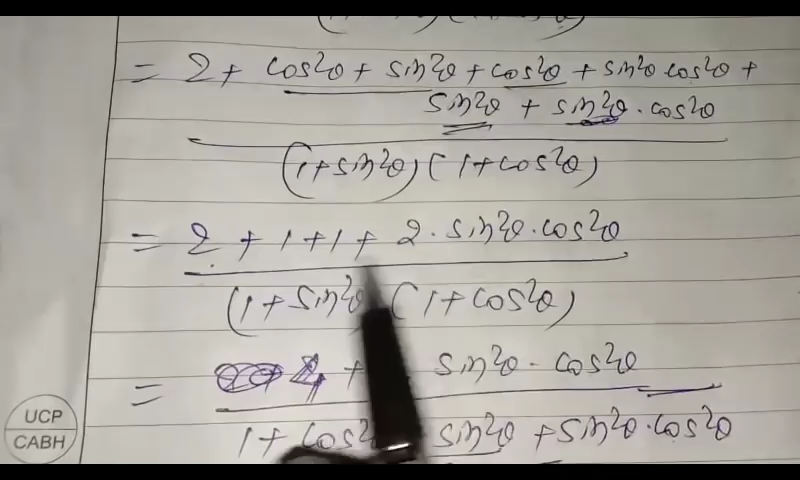 = 2 + cos²θ + sin²θ + cos²θ + sin²θ cos²θ +
sin²θ + sin²θ . cos²θ
(1 + sin²θ) (1 + cos²θ)
= 2 + 1 + 1 + 2 . sin²θ . cos²θ
(1 + sin²θ (1 + cos²θ)
= 4 + sin²θ . cos²θ
1 + cos² sin²θ + sin²θ . cos²θ
UCP
CABH